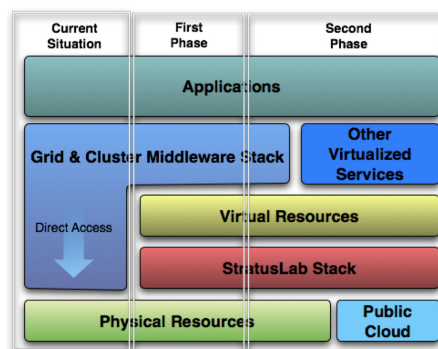 Current
Situation
First
Phase
Second
Phase
Applications
Grid & Cluster Middleware Stack
Other
Virtualized
Services
Direct Access
Virtual Resources
StratusLab Stack
Physical Resources
Public
Cloud